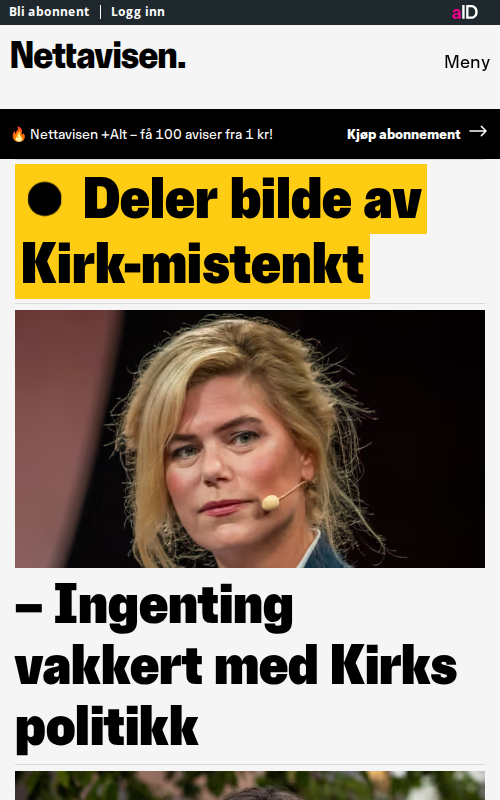 Bli abonnent | Logg inn
aID
Nettavisen.
Meny
🔥 Nettavisen +Alt – få 100 aviser fra 1 kr!
Kjøp abonnement →
● Deler bilde av
Kirk-mistenkt
– Ingenting
vakkert med Kirks
politikk